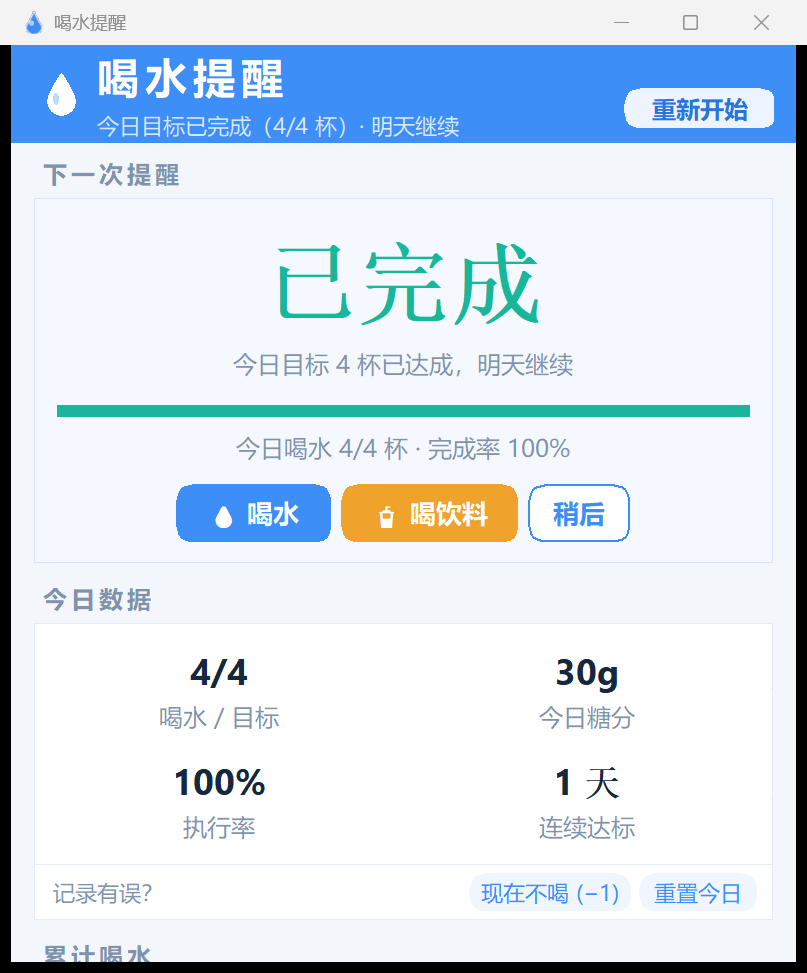 喝水提醒
喝水提醒
今日目标已完成（4/4 杯）· 明天继续
重新开始
下一次提醒
已完成
今日目标 4 杯已达成，明天继续
今日喝水 4/4 杯 · 完成率 100%
喝水 喝饮料 稍后
今日数据
4/4 30g
喝水 / 目标 今日糖分
100% 1 天
执行率 连续达标
记录有误？ 现在不喝 (−1) 重置今日
累计喝水